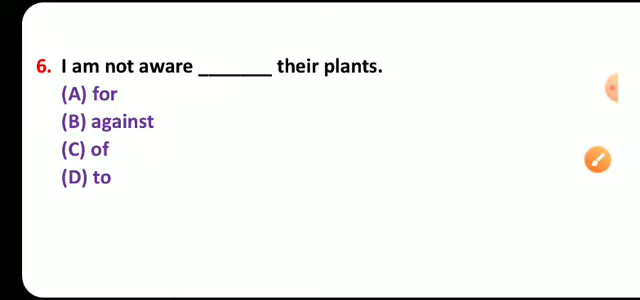 6. I am not aware _______ their plants.
(A) for
(B) against
(C) of
(D) to